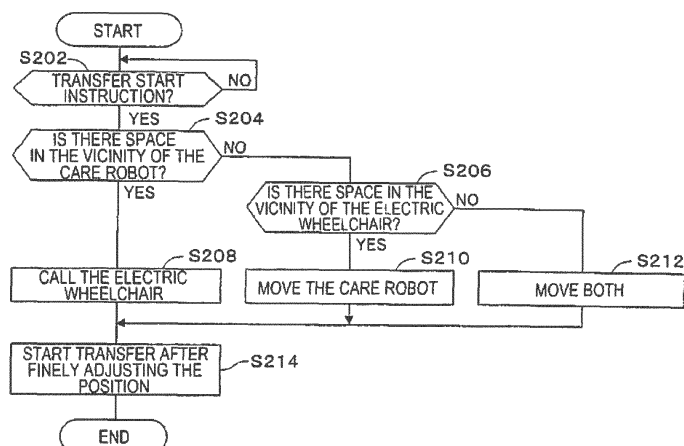 START
S202
TRANSFER START
INSTRUCTION?
NO
YES
S204
IS THERE SPACE
IN THE VICINITY OF THE
CARE ROBOT?
NO
YES
S206
IS THERE SPACE IN THE
VICINITY OF THE ELECTRIC
WHEELCHAIR?
NO
YES
S208
CALL THE ELECTRIC
WHEELCHAIR
S210
MOVE THE CARE ROBOT
S212
MOVE BOTH
START TRANSFER AFTER
FINELY ADJUSTING THE
POSITION
S214
END